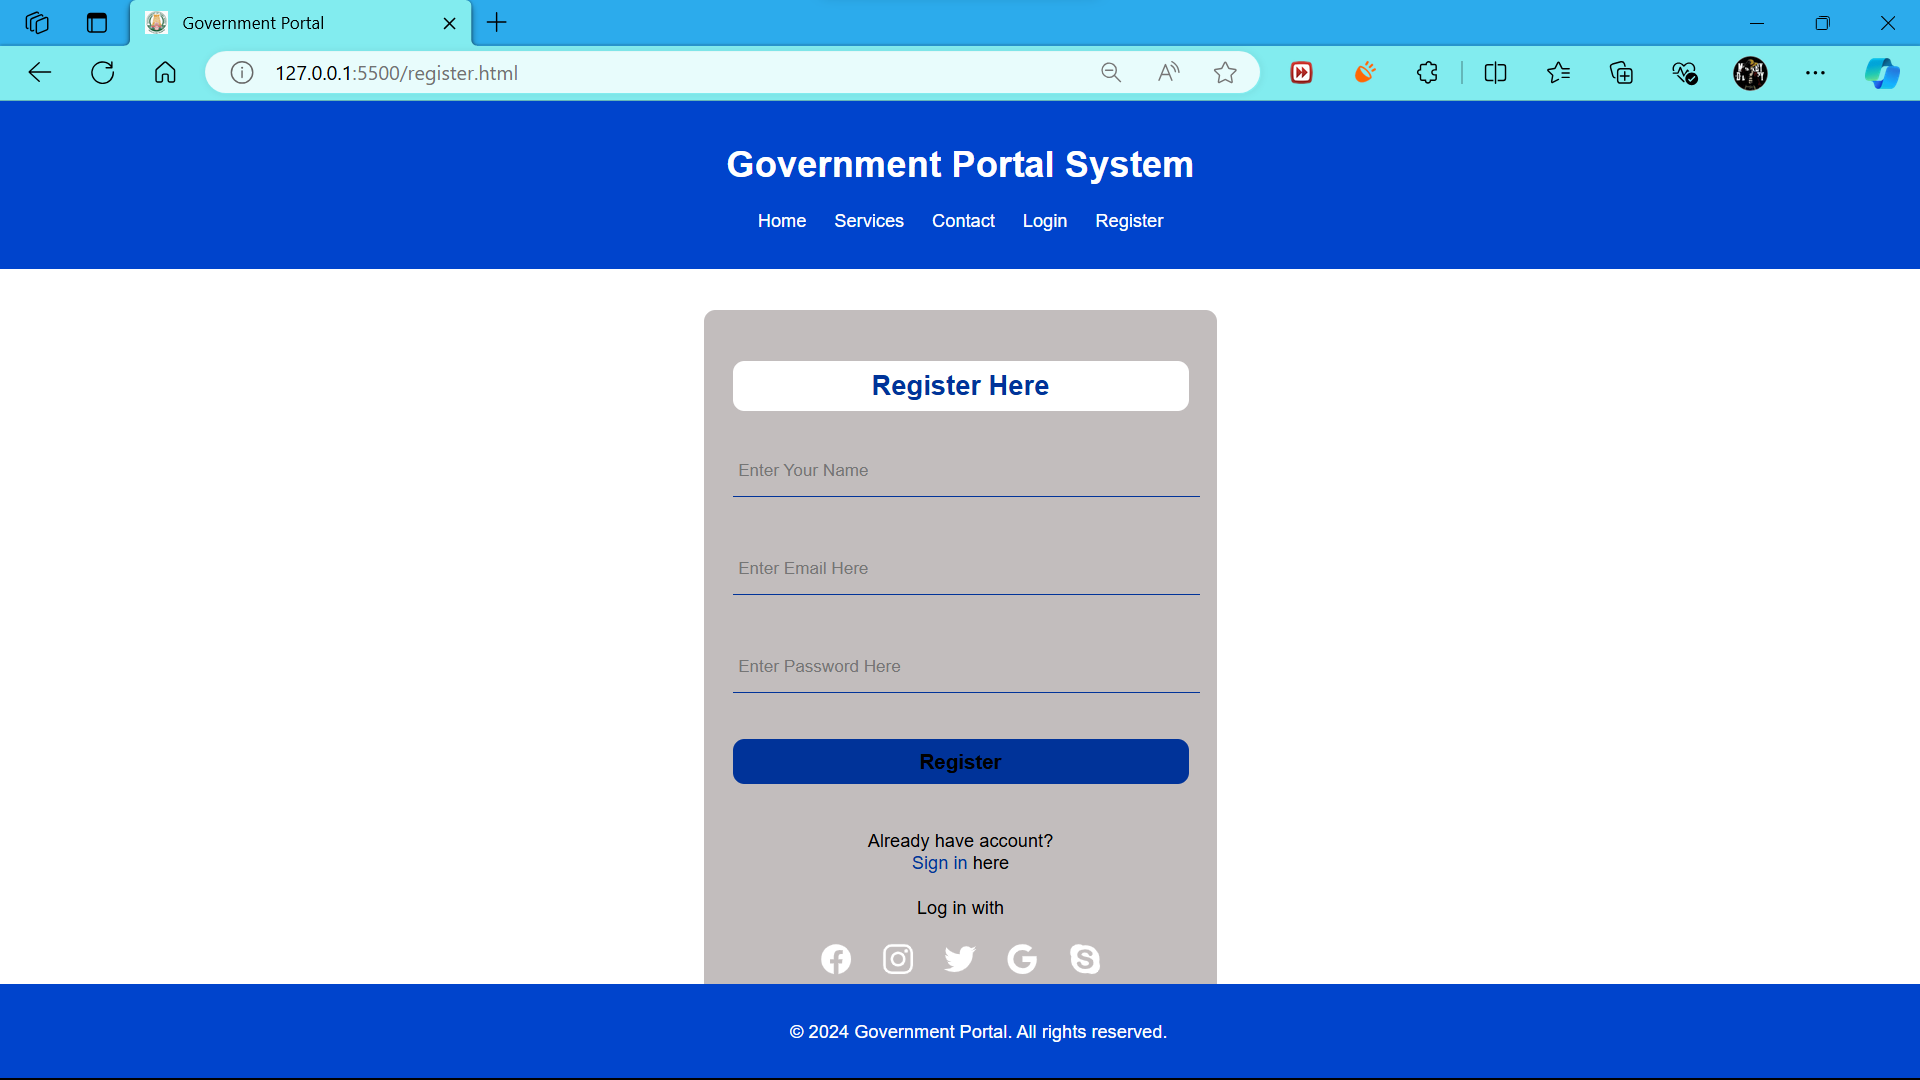 Government Portal
127.0.0.1:5500/register.html
Government Portal System
Home Services Contact Login Register
Register Here
Enter Your Name
Enter Email Here
Enter Password Here
Register
Already have account?
Sign in here
Log in with
© 2024 Government Portal. All rights reserved.